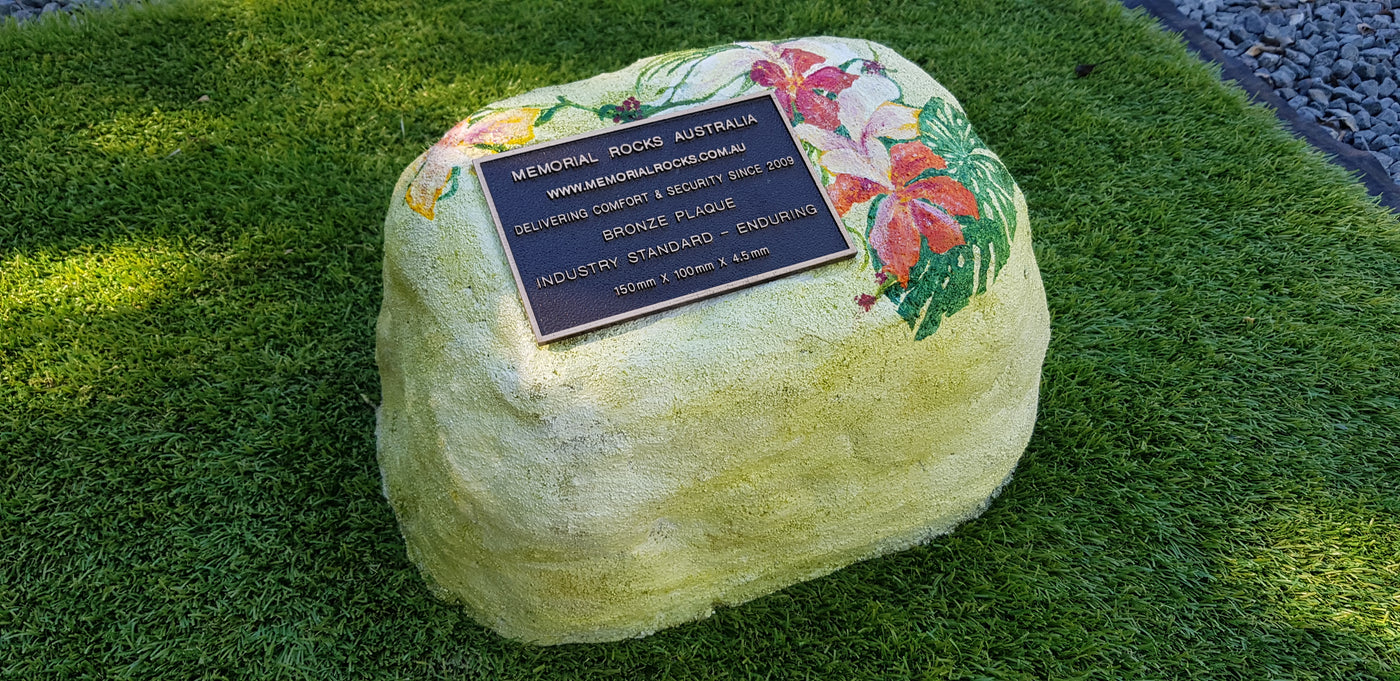 MEMORIAL ROCKS AUSTRALIA
WWW.MEMORIALROCKS.COM.AU
DELIVERING COMFORT & SECURITY SINCE 2009
BRONZE PLAQUE
INDUSTRY STANDARD - ENDURING
150mm X 100mm X 4.5mm